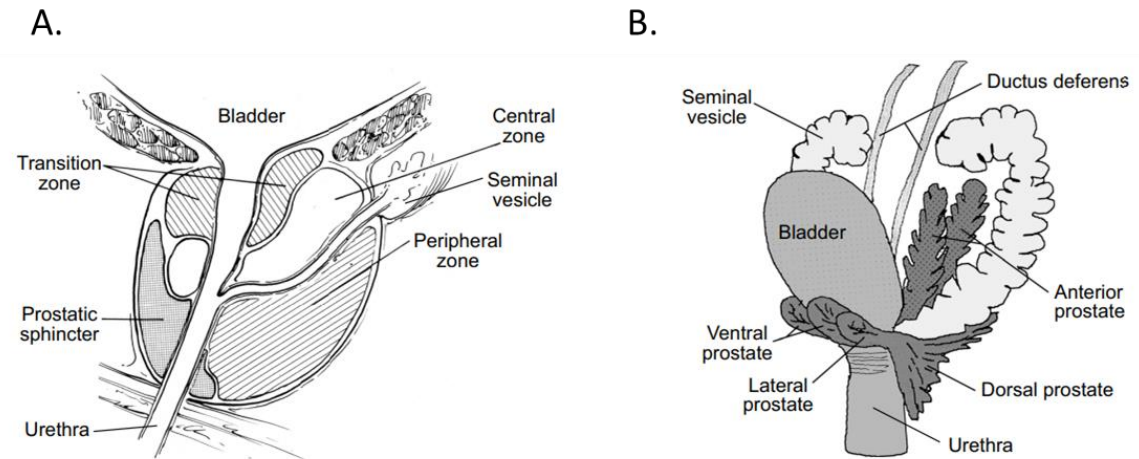 A.
Bladder
Transition
zone
Central
zone
Seminal
vesicle
Peripheral
zone
Prostatic
sphincter
Urethra
B.
Ductus deferens
Seminal
vesicle
Bladder
Anterior
prostate
Ventral
prostate
Lateral
prostate
Dorsal prostate
Urethra